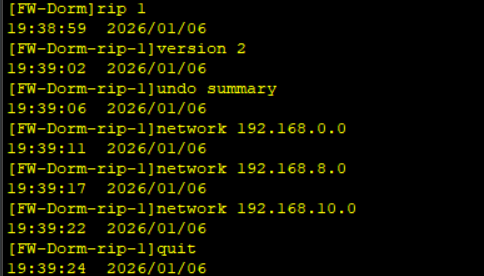 [FW-Dorm]rip 1
19:38:59  2026/01/06
[FW-Dorm-rip-1]version 2
19:39:02  2026/01/06
[FW-Dorm-rip-1]undo summary
19:39:06  2026/01/06
[FW-Dorm-rip-1]network 192.168.0.0
19:39:11  2026/01/06
[FW-Dorm-rip-1]network 192.168.8.0
19:39:17  2026/01/06
[FW-Dorm-rip-1]network 192.168.10.0
19:39:22  2026/01/06
[FW-Dorm-rip-1]quit
19:39:24  2026/01/06